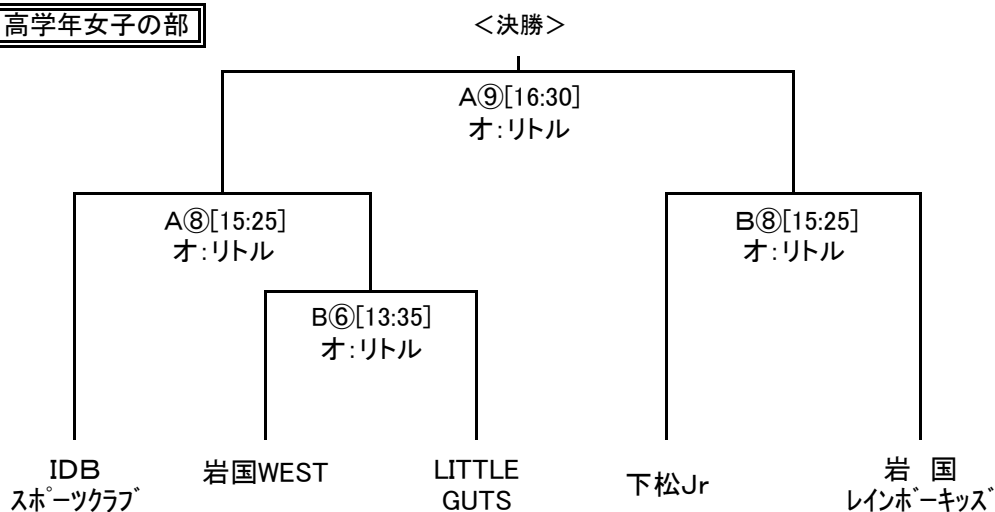 高学年女子の部
＜決勝＞
A⑨[16:30]
オ：リトル
A⑧[15:25]
オ：リトル
B⑧[15:25]
オ：リトル
B⑥[13:35]
オ：リトル
IDB
ｽﾎﾟｰﾂｸﾗﾌﾞ
岩国WEST
LITTLE
GUTS
下松Jr
岩　国
ﾚｲﾝﾎﾞｰｷｯｽﾞ